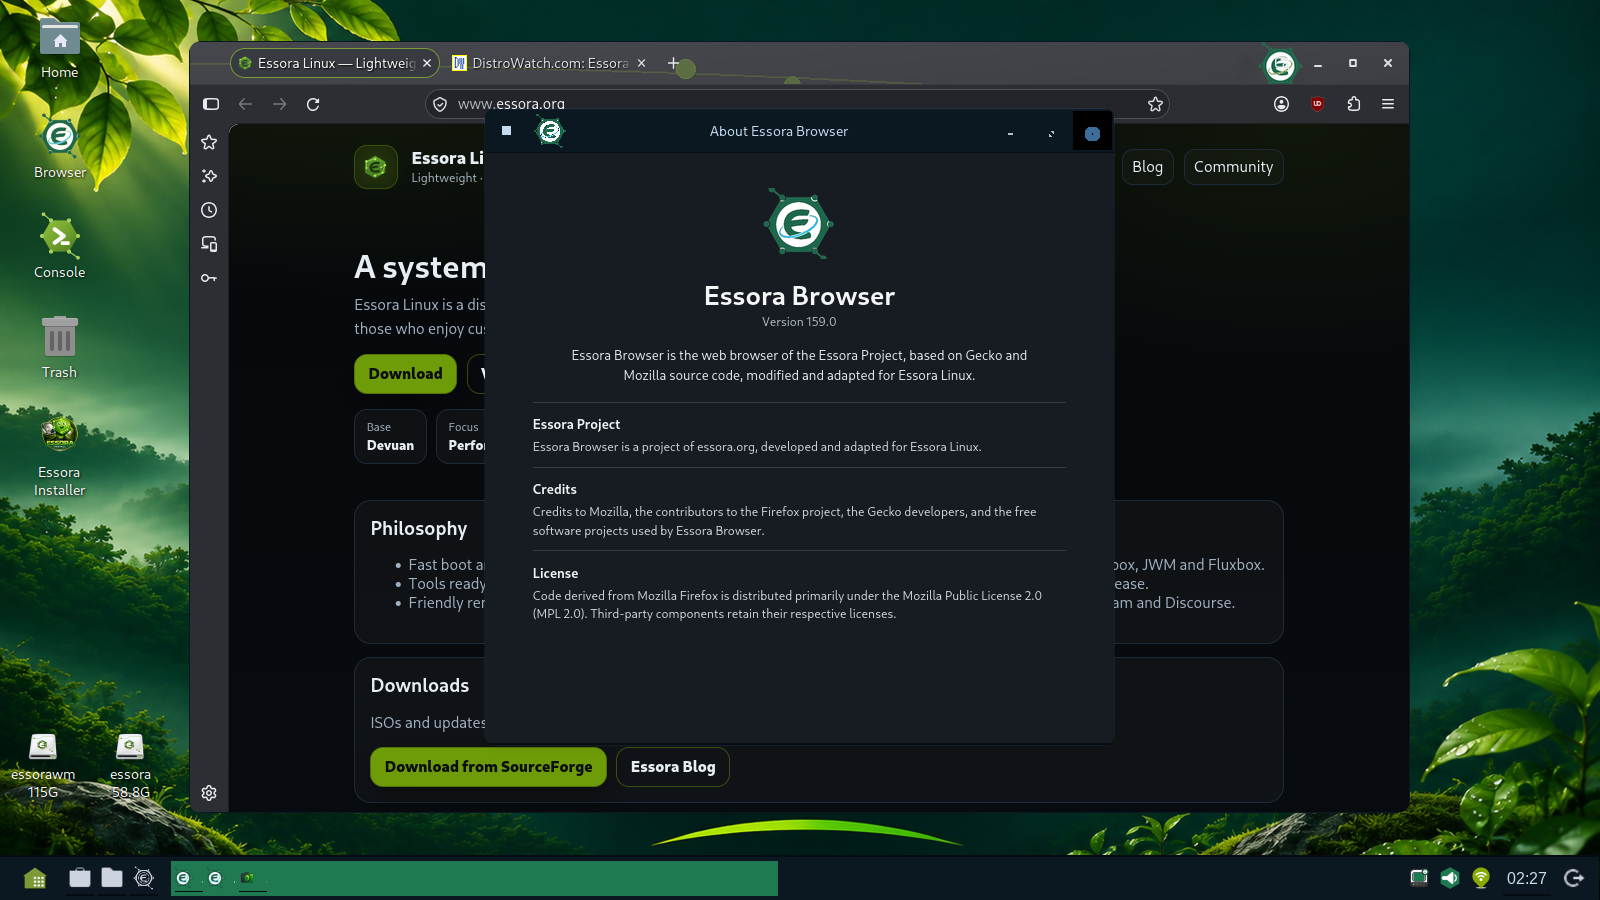 Home
Browser
Console
Trash
Essora
Installer
essorawm
115G
essora
58.8G
Essora Linux — Lightweig
DistroWatch.com: Essora
www.essora.org
Essora Li
Lightweight ·
Blog
Community
A system
Essora Linux is a dis
those who enjoy cus
Download
Base
Devuan
Focus
Perfor
Philosophy
Fast boot a
Tools ready
Friendly re
ox, JWM and Fluxbox.
ease.
am and Discourse.
Downloads
ISOs and updates
Download from SourceForge
Essora Blog
About Essora Browser
Essora Browser
Version 159.0
Essora Browser is the web browser of the Essora Project, based on Gecko and
Mozilla source code, modified and adapted for Essora Linux.
Essora Project
Essora Browser is a project of essora.org, developed and adapted for Essora Linux.
Credits
Credits to Mozilla, the contributors to the Firefox project, the Gecko developers, and the free
software projects used by Essora Browser.
License
Code derived from Mozilla Firefox is distributed primarily under the Mozilla Public License 2.0
(MPL 2.0). Third-party components retain their respective licenses.
02:27